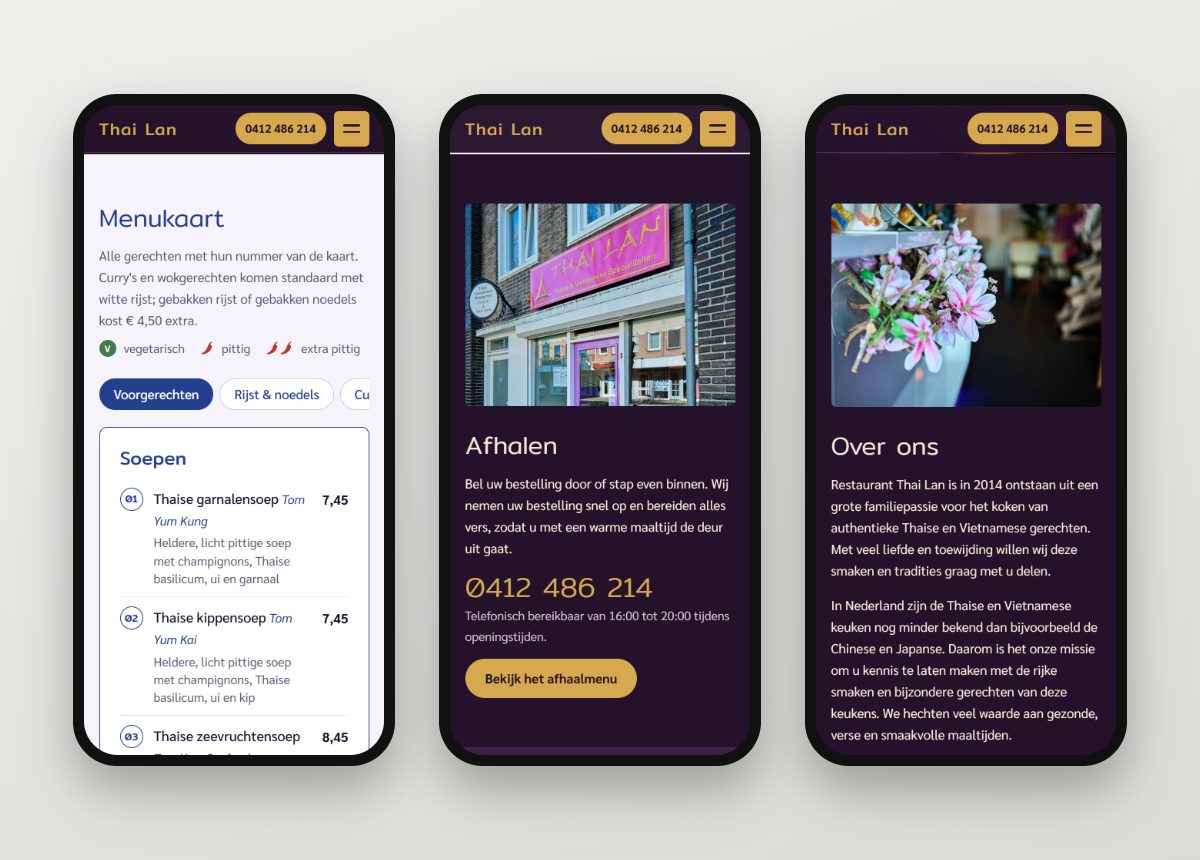 Thai Lan
0412 486 214
Menukaart
Alle gerechten met hun nummer van de kaart.
Curry's en wokgerechten komen standaard met
witte rijst; gebakken rijst of gebakken noedels
kost € 4,50 extra.
V vegetarisch pittig extra pittig
Voorgerechten Rijst & noedels Cu
Soepen
01 Thaise garnalensoep Tom 7,45
Yum Kung
Heldere, licht pittige soep
met champignons, Thaise
basilicum, ui en garnaal
02 Thaise kippensoep Tom 7,45
Yum Kai
Heldere, licht pittige soep
met champignons, Thaise
basilicum, ui en kip
03 Thaise zeevruchtensoep 8,45
Thai Lan
0412 486 214
THAI LAN
Thaise & Vietnamese Specialiteiten
Afhalen
Bel uw bestelling door of stap even binnen. Wij
nemen uw bestelling snel op en bereiden alles
vers, zodat u met een warme maaltijd de deur
uit gaat.
0412 486 214
Telefonisch bereikbaar van 16:00 tot 20:00 tijdens
openingstijden.
Bekijk het afhaalmenu
Thai Lan
0412 486 214
Over ons
Restaurant Thai Lan is in 2014 ontstaan uit een
grote familiepassie voor het koken van
authentieke Thaise en Vietnamese gerechten.
Met veel liefde en toewijding willen wij deze
smaken en tradities graag met u delen.
In Nederland zijn de Thaise en Vietnamese
keuken nog minder bekend dan bijvoorbeeld de
Chinese en Japanse. Daarom is het onze missie
om u kennis te laten maken met de rijke
smaken en bijzondere gerechten van deze
keukens. We hechten veel waarde aan gezonde,
verse en smaakvolle maaltijden.